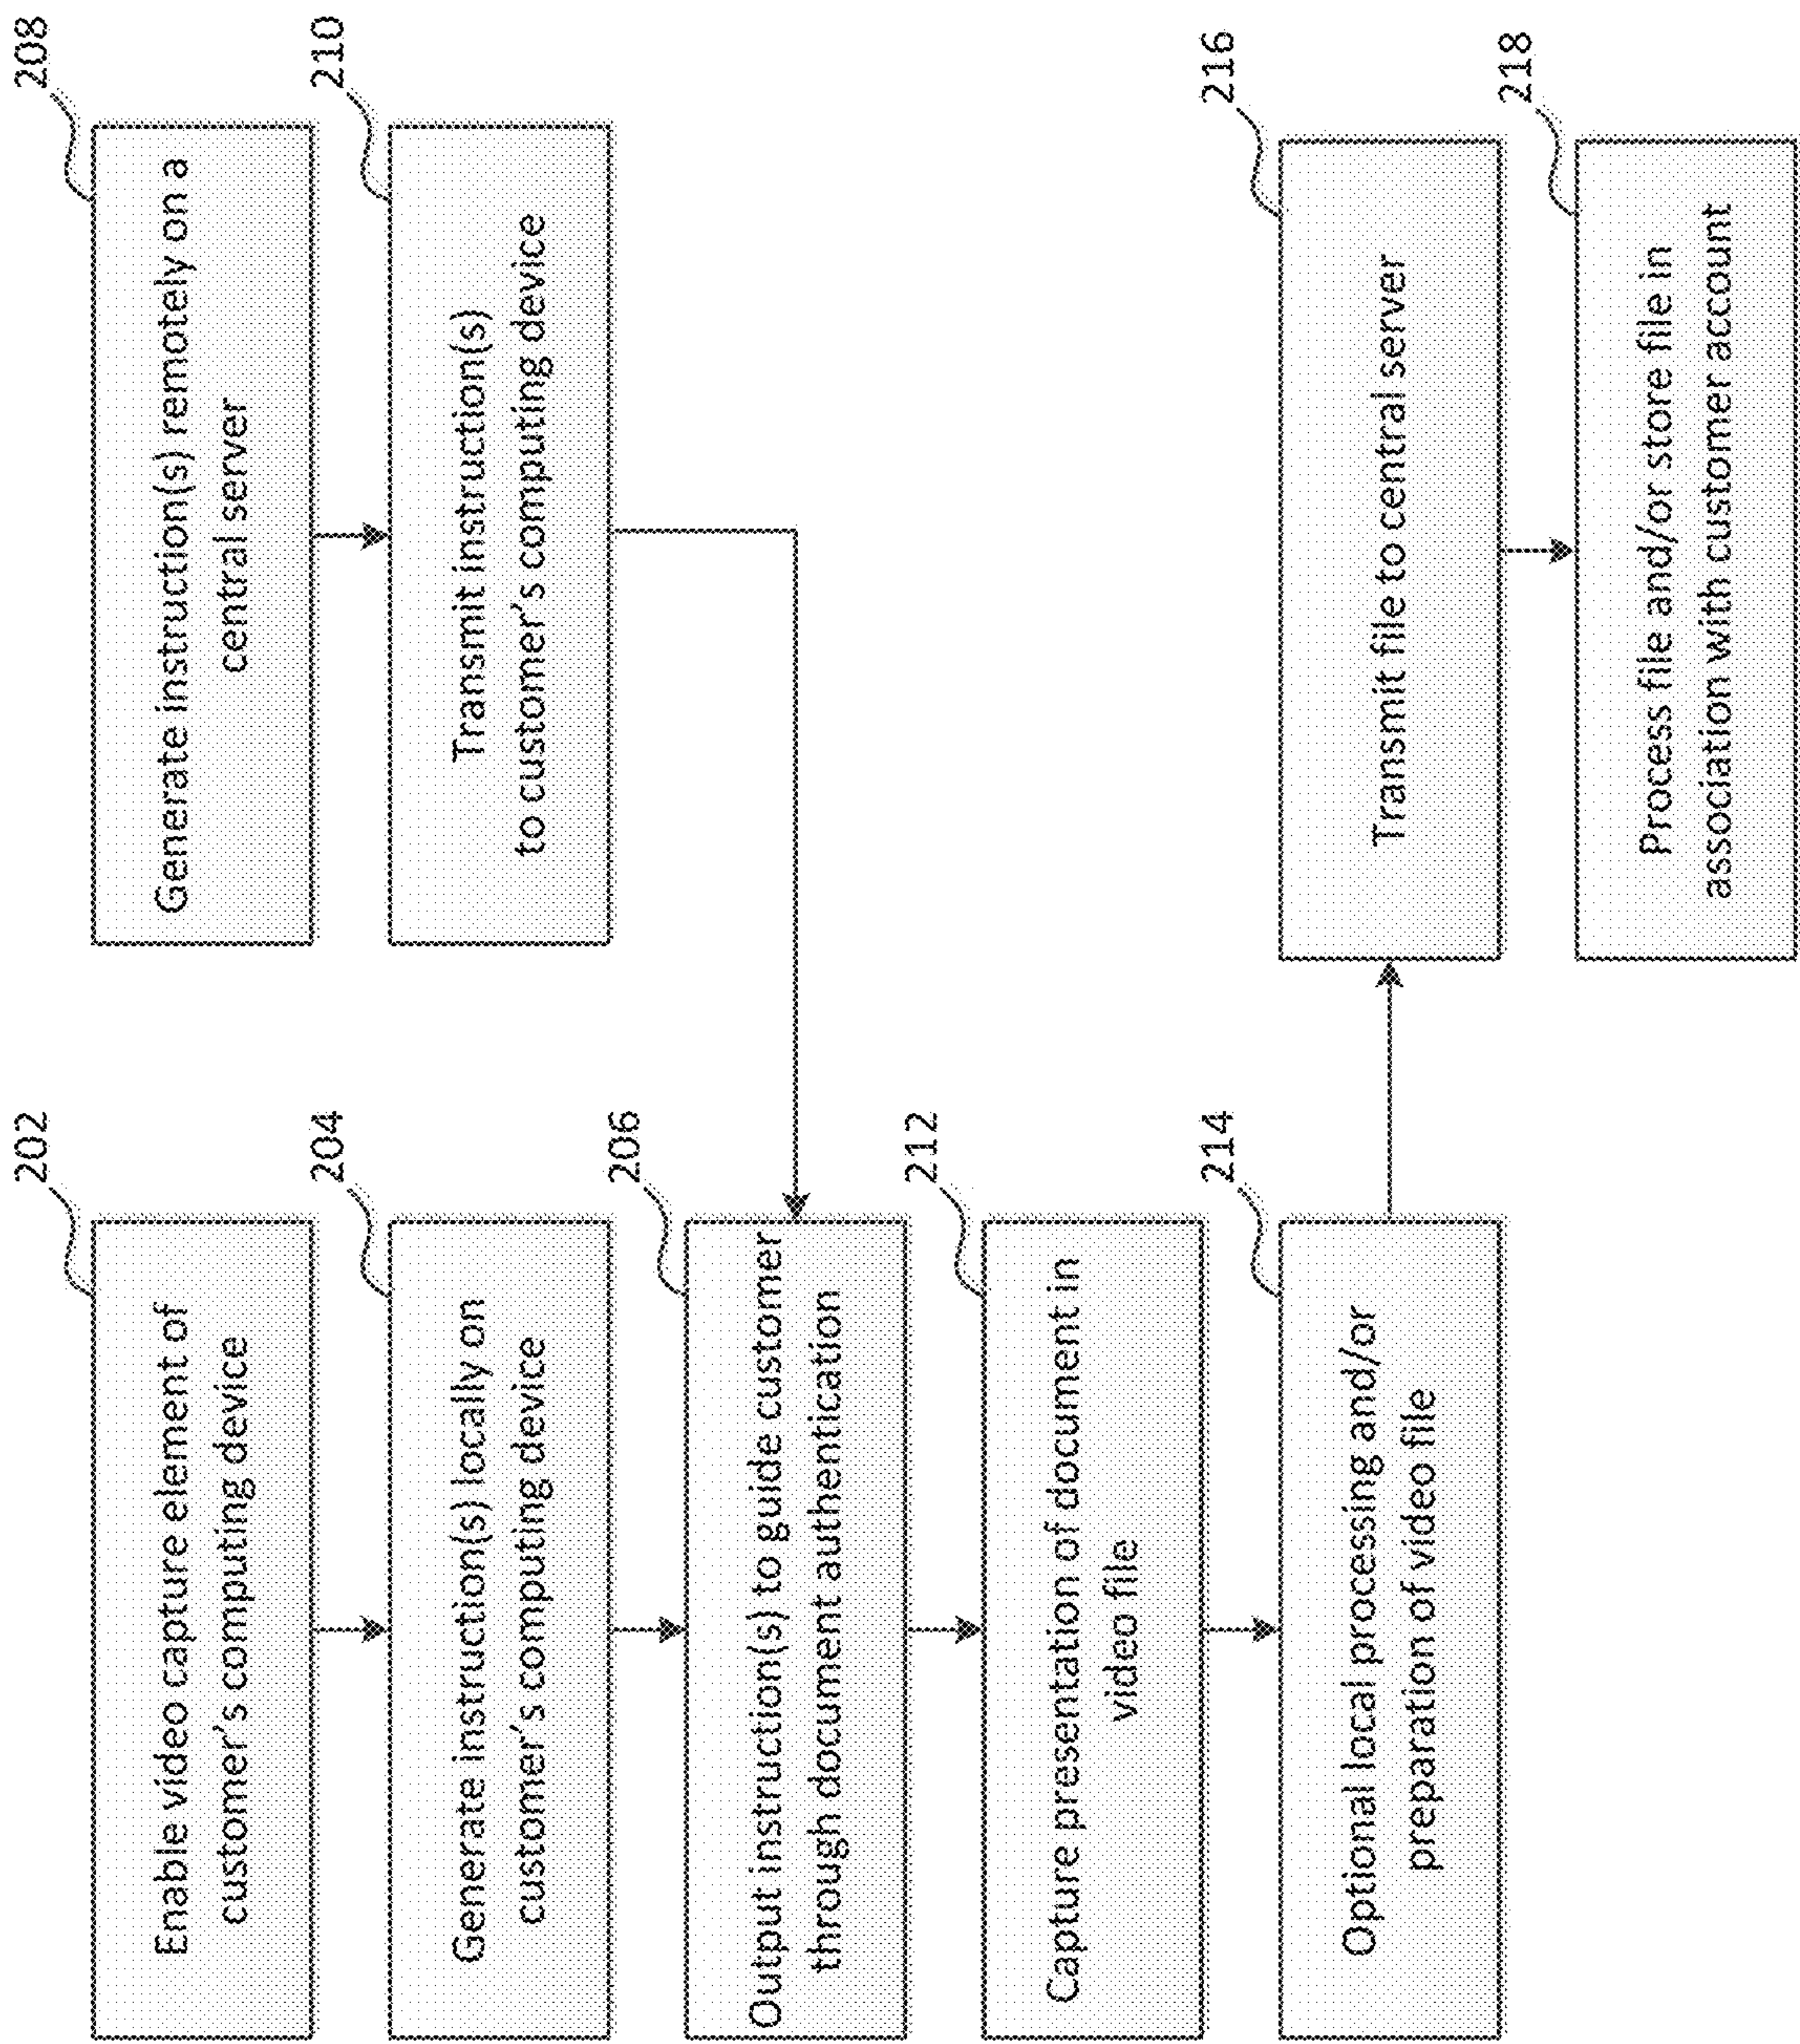 202
Enable video capture element of
customer's computing device
204
Generate instruction(s) locally on
customer's computing device
206
Output instruction(s) to guide customer
through document authentication
208
Generate instruction(s) remotely on a
central server
210
Transmit instruction(s)
to customer's computing device
212
Capture presentation of document in
video file
214
Optional local processing and/or
preparation of video file
216
Transmit file to central server
218
Process file and/or store file in
association with customer account